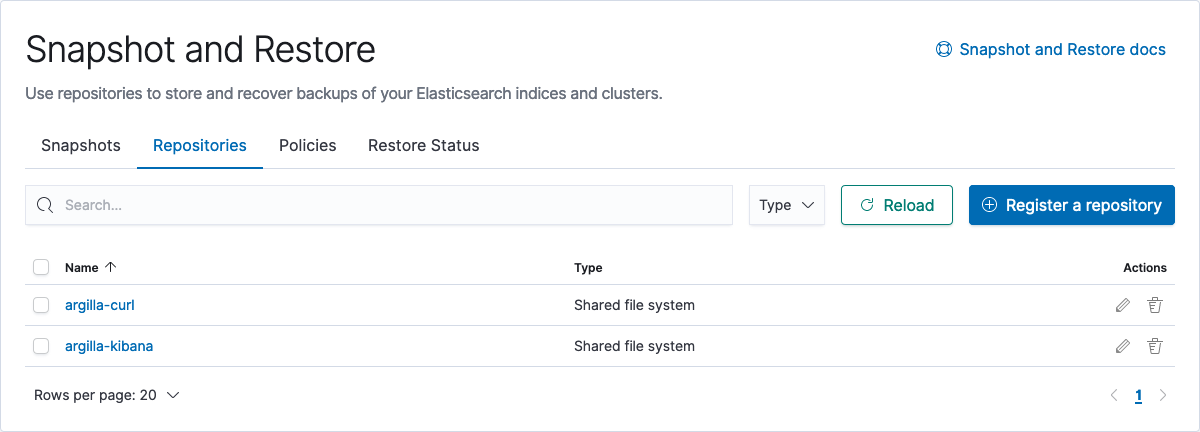 Snapshot and Restore
Snapshot and Restore docs
Use repositories to store and recover backups of your Elasticsearch indices and clusters.
Snapshots Repositories Policies Restore Status
Search... Type Reload Register a repository
Name Type Actions
argilla-curl Shared file system
argilla-kibana Shared file system
Rows per page: 20 1